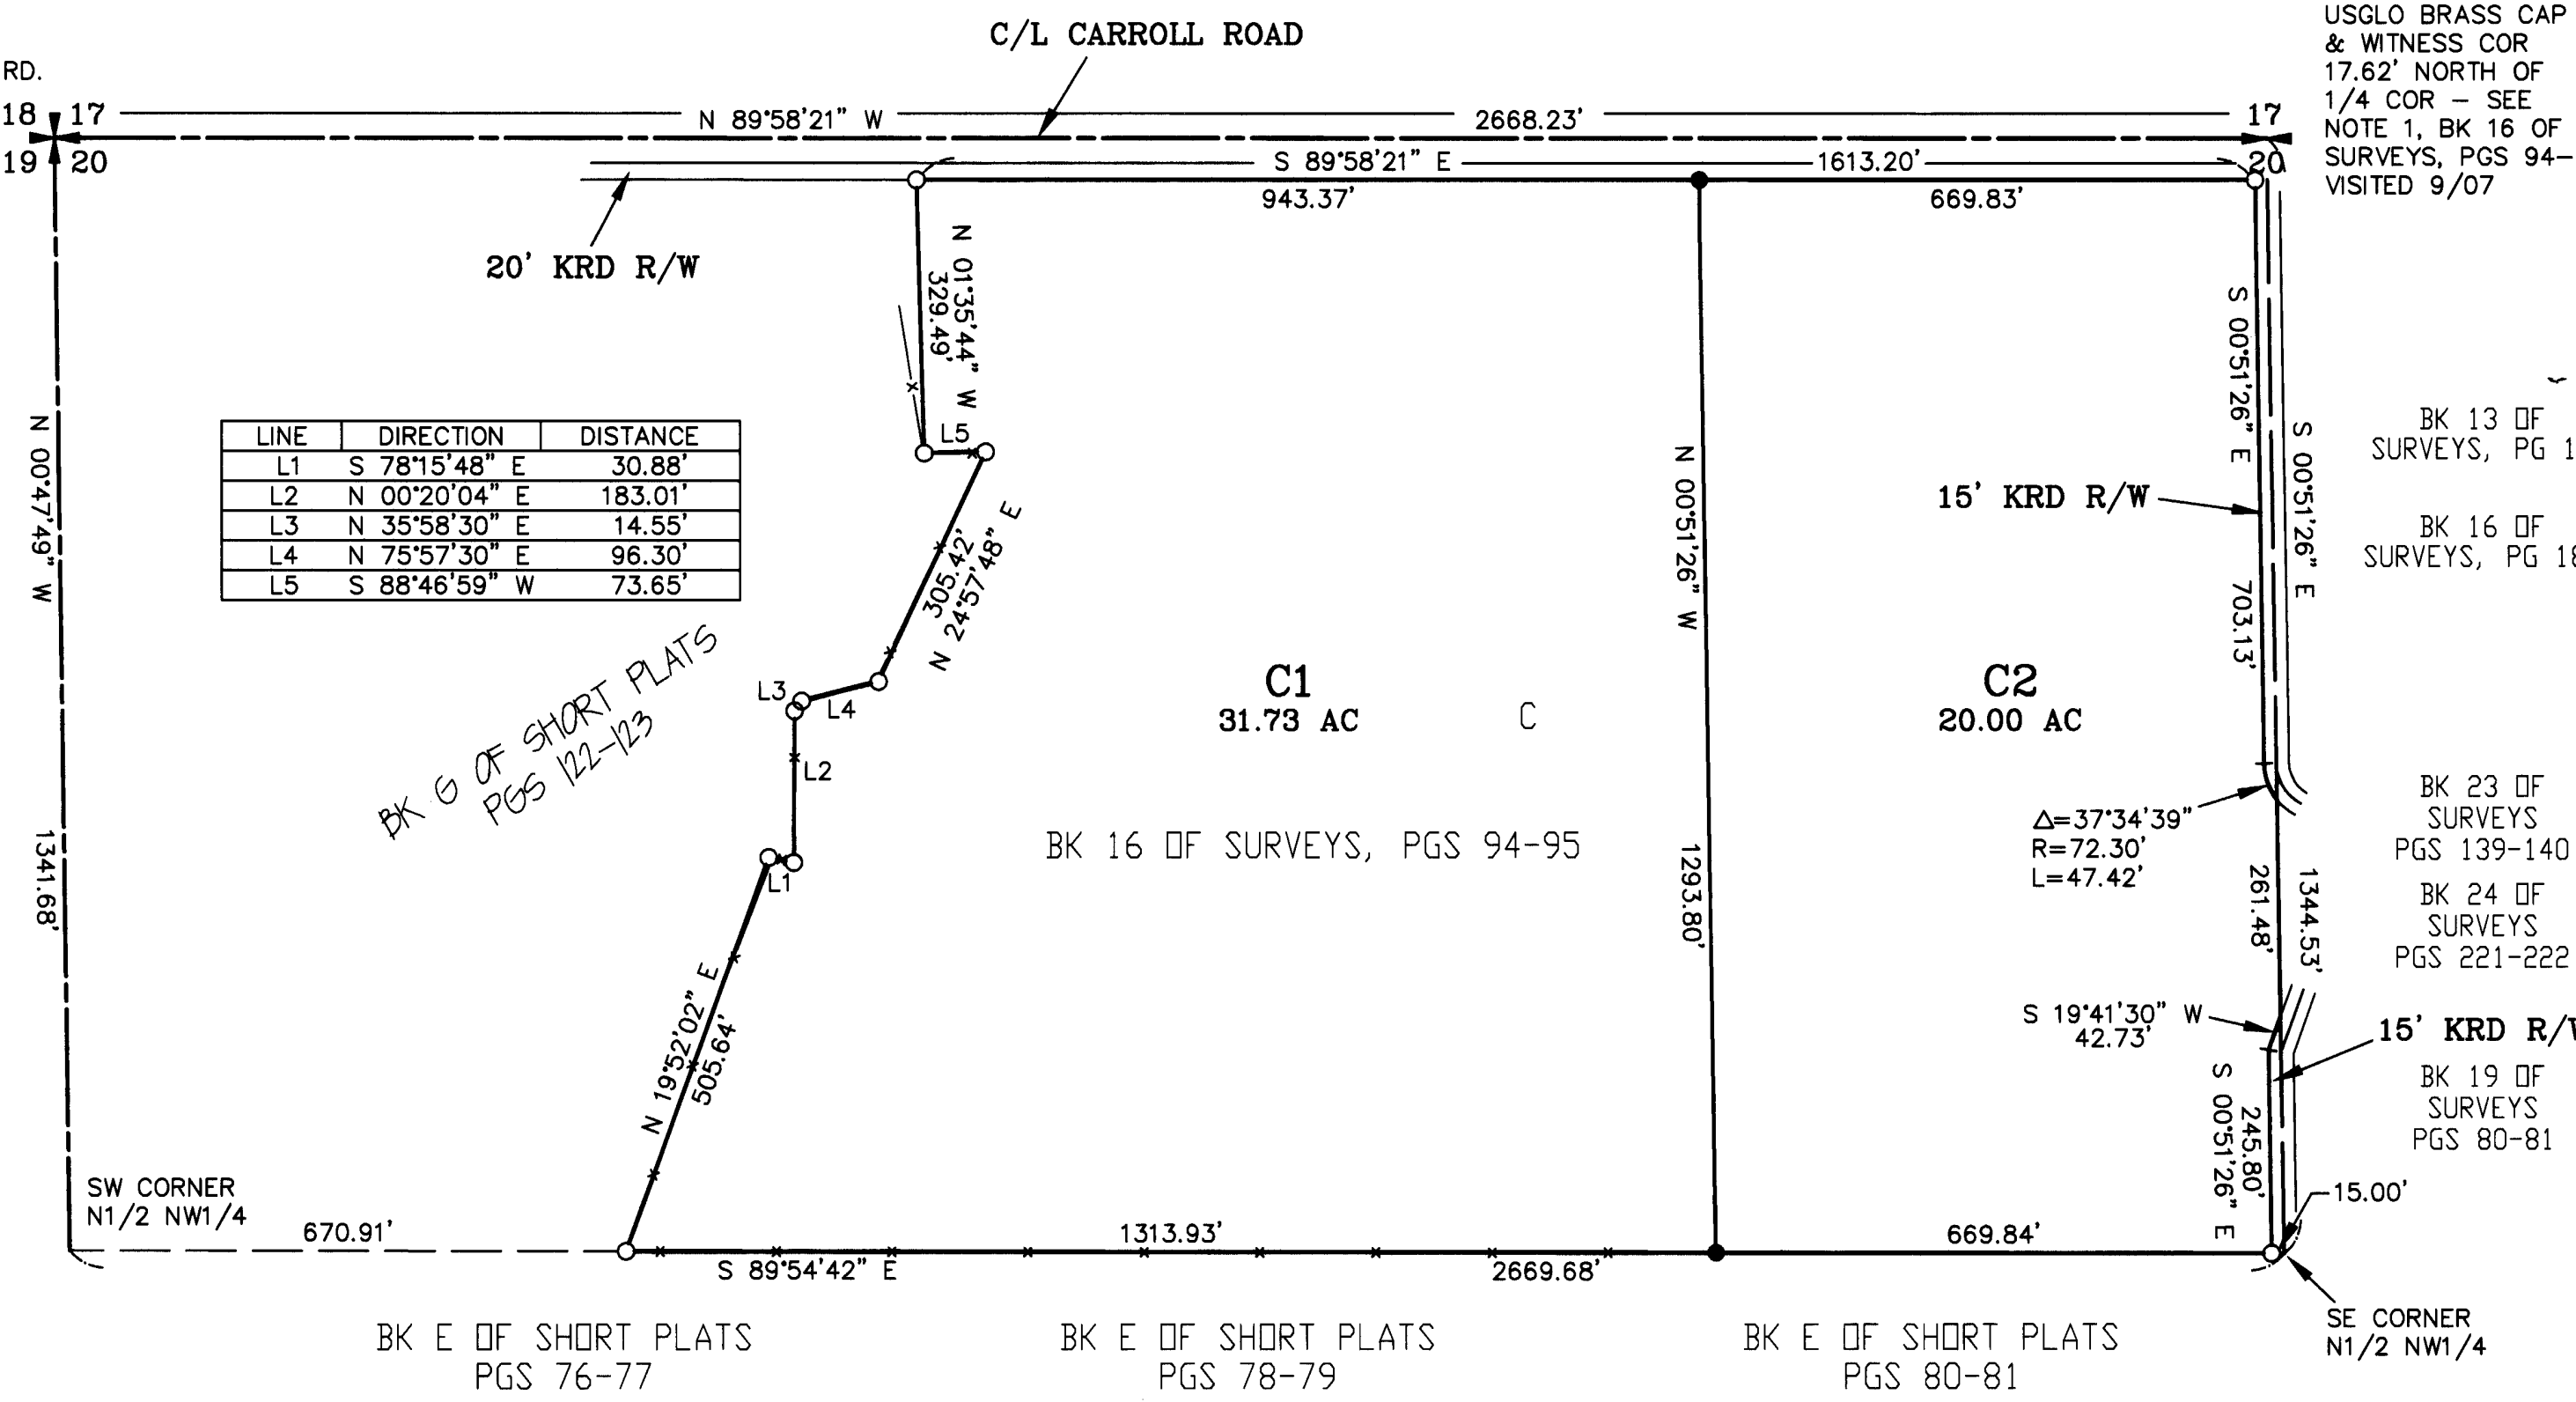 C/L CARROLL ROAD
RD.
18 17
19 20
N 89°58'21" W
2668.23'
17
20
S 89°58'21" E
1613.20'
943.37'
669.83'
USGLO BRASS CAP
& WITNESS COR
17.62' NORTH OF
1/4 COR – SEE
NOTE 1, BK 16 OF
SURVEYS, PGS 94–
VISITED 9/07
20' KRD R/W
N 01°35'44" W
329.49'
N 00°47'49" W
1341.68'
LINE DIRECTION DISTANCE
L1 S 78°15'48" E 30.88'
L2 N 00°20'04" E 183.01'
L3 N 35°58'30" E 14.55'
L4 N 75°57'30" E 96.30'
L5 S 88°46'59" W 73.65'
L5
305.42'
N 24°57'48" E
L3
L4
L2
L1
BK G OF SHORT PLATS
PGS 122-123
C1
31.73 AC
C
BK 16 OF SURVEYS, PGS 94-95
N 00°51'26" W
1293.80'
C2
20.00 AC
15' KRD R/W
S 00°51'26" E
703.13'
S 00°51'26" E
1344.53'
Δ=37°34'39"
R=72.30'
L=47.42'
261.48'
S 19°41'30" W
42.73'
15' KRD R/W
S 00°51'26" E
245.80'
15.00'
BK 13 OF
SURVEYS, PG 1
BK 16 OF
SURVEYS, PG 18
BK 23 OF
SURVEYS
PGS 139-140
BK 24 OF
SURVEYS
PGS 221-222
BK 19 OF
SURVEYS
PGS 80-81
N 19°52'02" E
505.64'
SW CORNER
N1/2 NW1/4
670.91'
1313.93'
669.84'
S 89°54'42" E
2669.68'
SE CORNER
N1/2 NW1/4
BK E OF SHORT PLATS
PGS 76-77
BK E OF SHORT PLATS
PGS 78-79
BK E OF SHORT PLATS
PGS 80-81